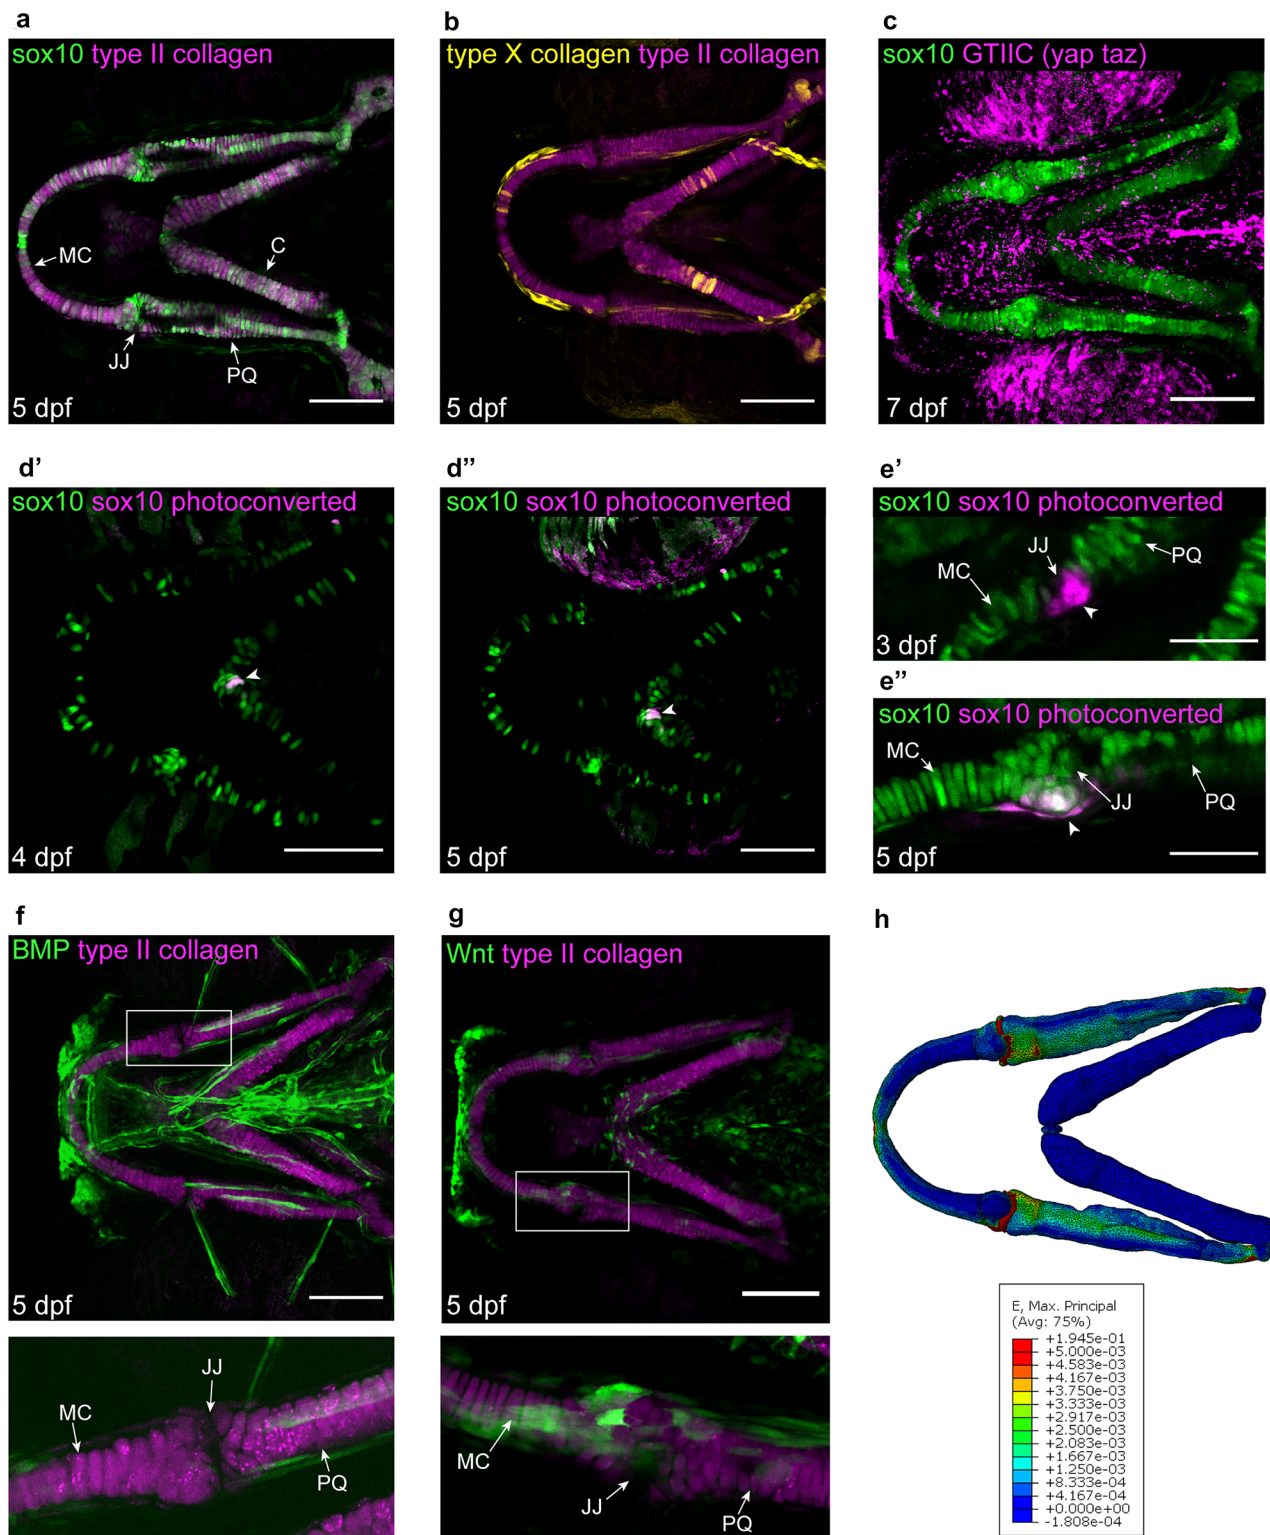 a
sox10 type II collagen
MC
C
JJ
PQ
5 dpf
b
type X collagen type II collagen
5 dpf
c
sox10 GTIIC (yap taz)
7 dpf
d’
sox10 sox10 photoconverted
4 dpf
d’’
sox10 sox10 photoconverted
5 dpf
e’
sox10 sox10 photoconverted
JJ
PQ
MC
3 dpf
e’’
sox10 sox10 photoconverted
MC
JJ
PQ
5 dpf
f
BMP type II collagen
5 dpf
JJ
MC
PQ
g
Wnt type II collagen
5 dpf
MC
JJ
PQ
h
E, Max. Principal
(Avg: 75%)
+1.945e-01
+5.000e-03
+4.583e-03
+4.167e-03
+3.750e-03
+3.333e-03
+2.917e-03
+2.500e-03
+2.083e-03
+1.667e-03
+1.250e-03
+8.333e-04
+4.167e-04
+0.000e+00
-1.808e-04